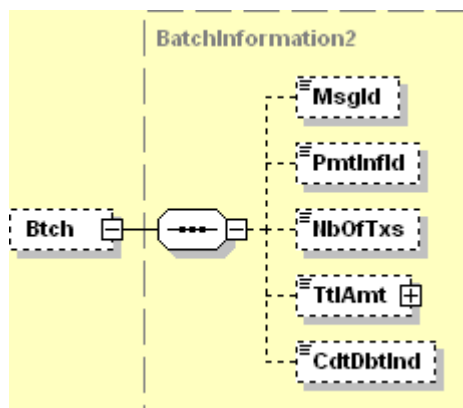 BatchInformation2
MsgId
PmtInfId
Btch
NbOfTxs
TtlAmt
CdtDbtInd